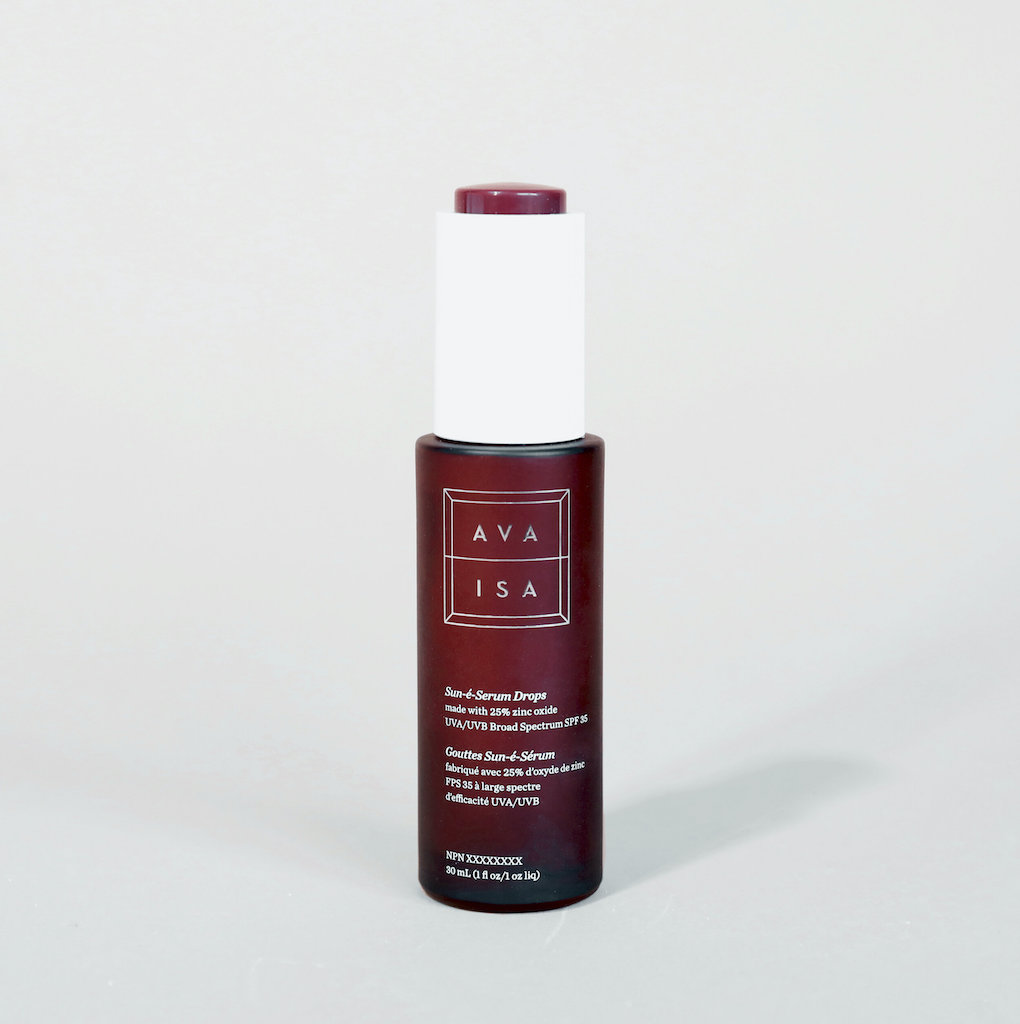 AVA
ISA
Sun-é-Serum Drops
made with 25% zinc oxide
UVA/UVB Broad Spectrum SPF 35
Gouttes Sun-é-Sérum
fabriqué avec 25% d'oxyde de zinc
FPS 35 à large spectre
d'efficacité UVA/UVB
NPN XXXXXXXX
30 mL (1 fl oz/1 oz liq)